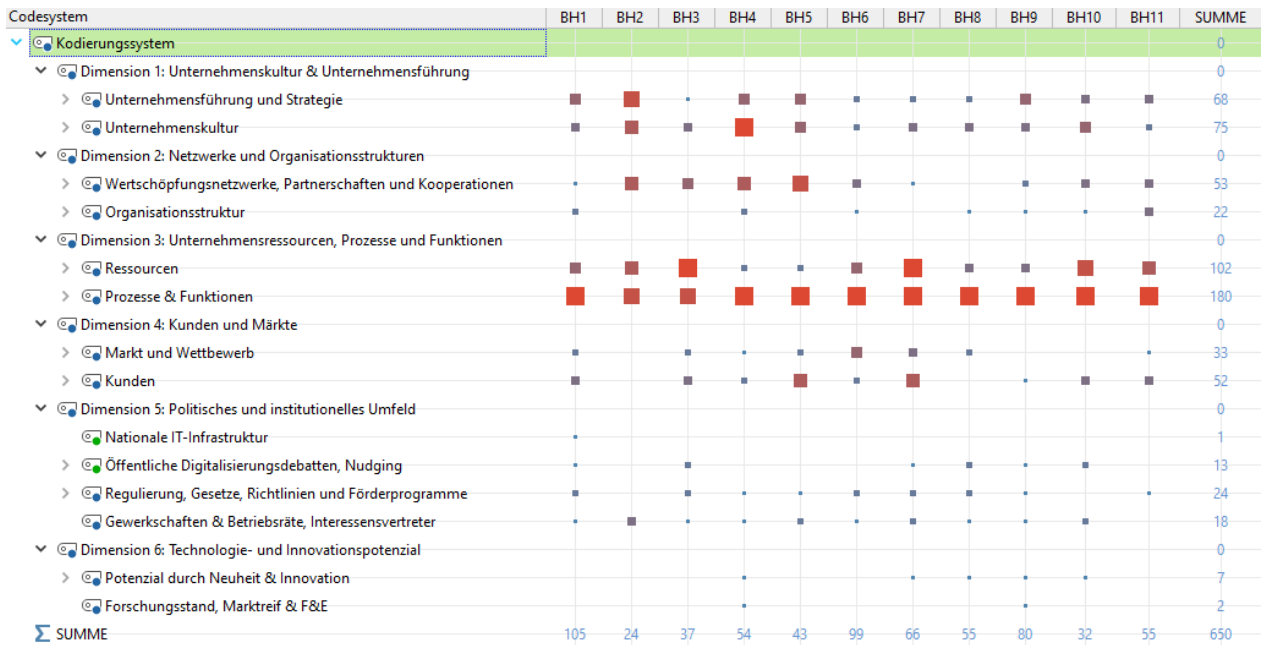 Codesystem BH1 BH2 BH3 BH4 BH5 BH6 BH7 BH8 BH9 BH10 BH11 SUMME
Kodierungssystem 0
Dimension 1: Unternehmenskultur & Unternehmensführung 0
Unternehmensführung und Strategie 68
Unternehmenskultur 75
Dimension 2: Netzwerke und Organisationsstrukturen 0
Wertschöpfungsnetzwerke, Partnerschaften und Kooperationen 53
Organisationsstruktur 22
Dimension 3: Unternehmensressourcen, Prozesse und Funktionen 0
Ressourcen 102
Prozesse & Funktionen 180
Dimension 4: Kunden und Märkte 0
Markt und Wettbewerb 33
Kunden 52
Dimension 5: Politisches und institutionelles Umfeld 0
Nationale IT-Infrastruktur 1
Öffentliche Digitalisierungsdebatten, Nudging 13
Regulierung, Gesetze, Richtlinien und Förderprogramme 24
Gewerkschaften & Betriebsräte, Interessensvertreter 18
Dimension 6: Technologie- und Innovationspotenzial 0
Potenzial durch Neuheit & Innovation 7
Forschungsstand, Marktreif & F&E 2
Σ SUMME 105 24 37 54 43 99 66 55 80 32 55 650